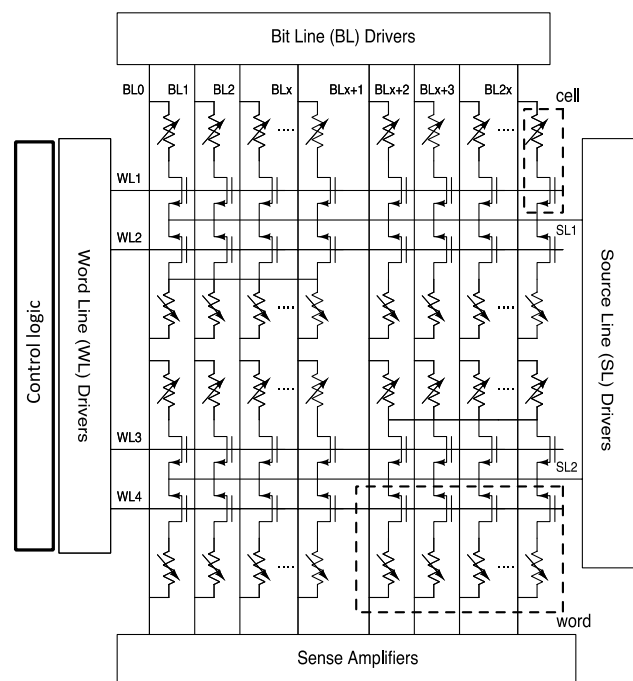 Bit Line (BL) Drivers
BL0 BL1 BL2 BLx BLx+1 BLx+2 BLx+3 BL2x
cell
.... ....
WL1
SL1
WL2
.... ....
Control logic
Word Line (WL) Drivers
Source Line (SL) Drivers
.... ....
WL3
SL2
WL4
.... ....
word
Sense Amplifiers